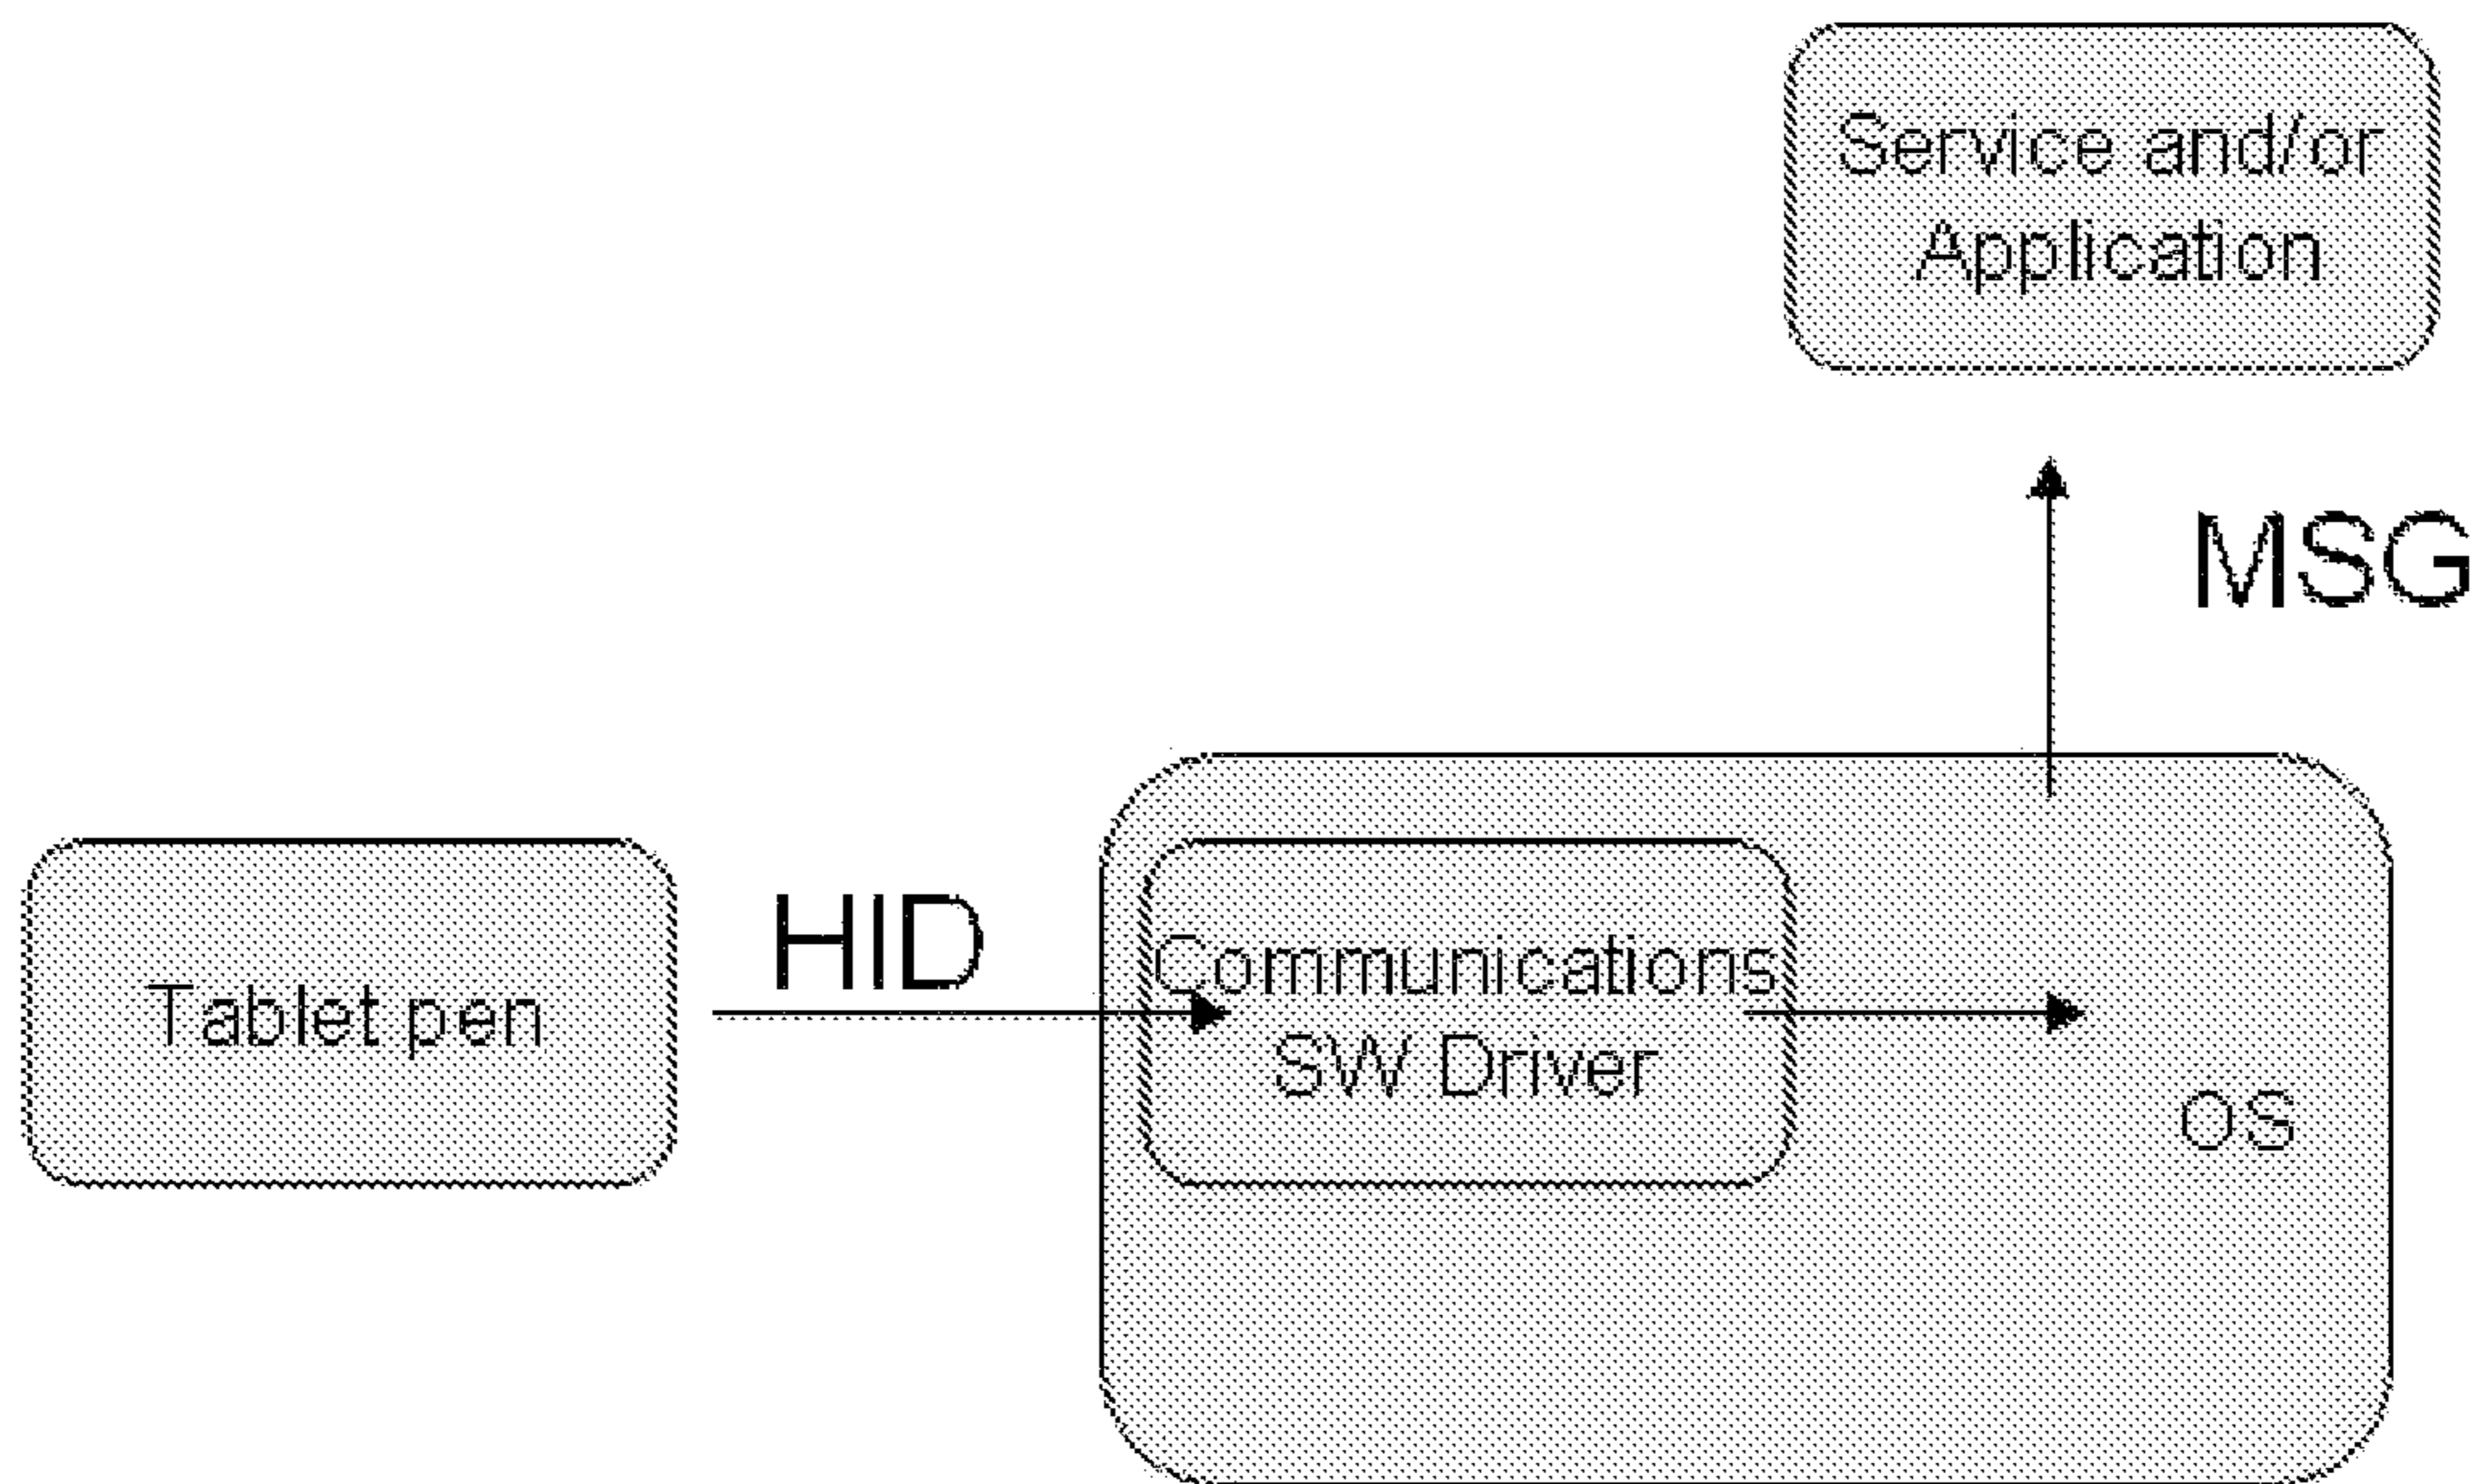 Service and/or
Application
MSG
HID
Tablet pen
Communications
SW Driver
OS